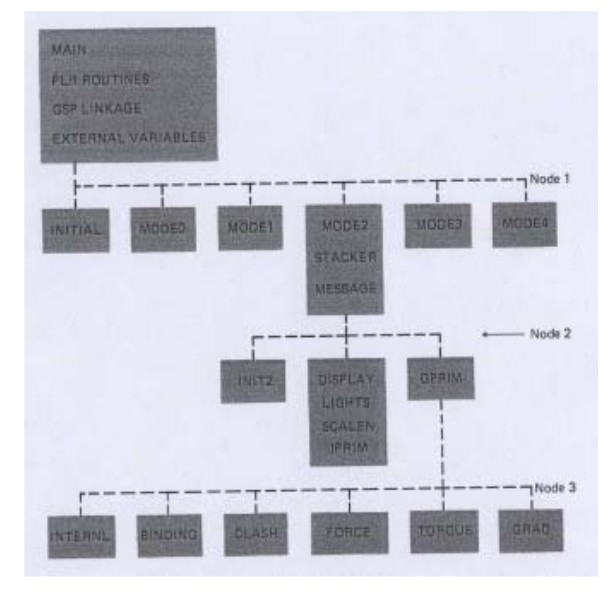 MAIN
PL/I ROUTINES
GSP LINKAGE
EXTERNAL VARIABLES
Node 1
INITIAL
MODE0
MODE1
MODE2
STACKER
MESSAGE
MODE3
MODE4
Node 2
INIT2
DISPLAY
LIGHTS
SCALEN
JPRIM
GPRIM
Node 3
INTERNL
BINDING
CLASH
FORCE
TORQUE
GRAD